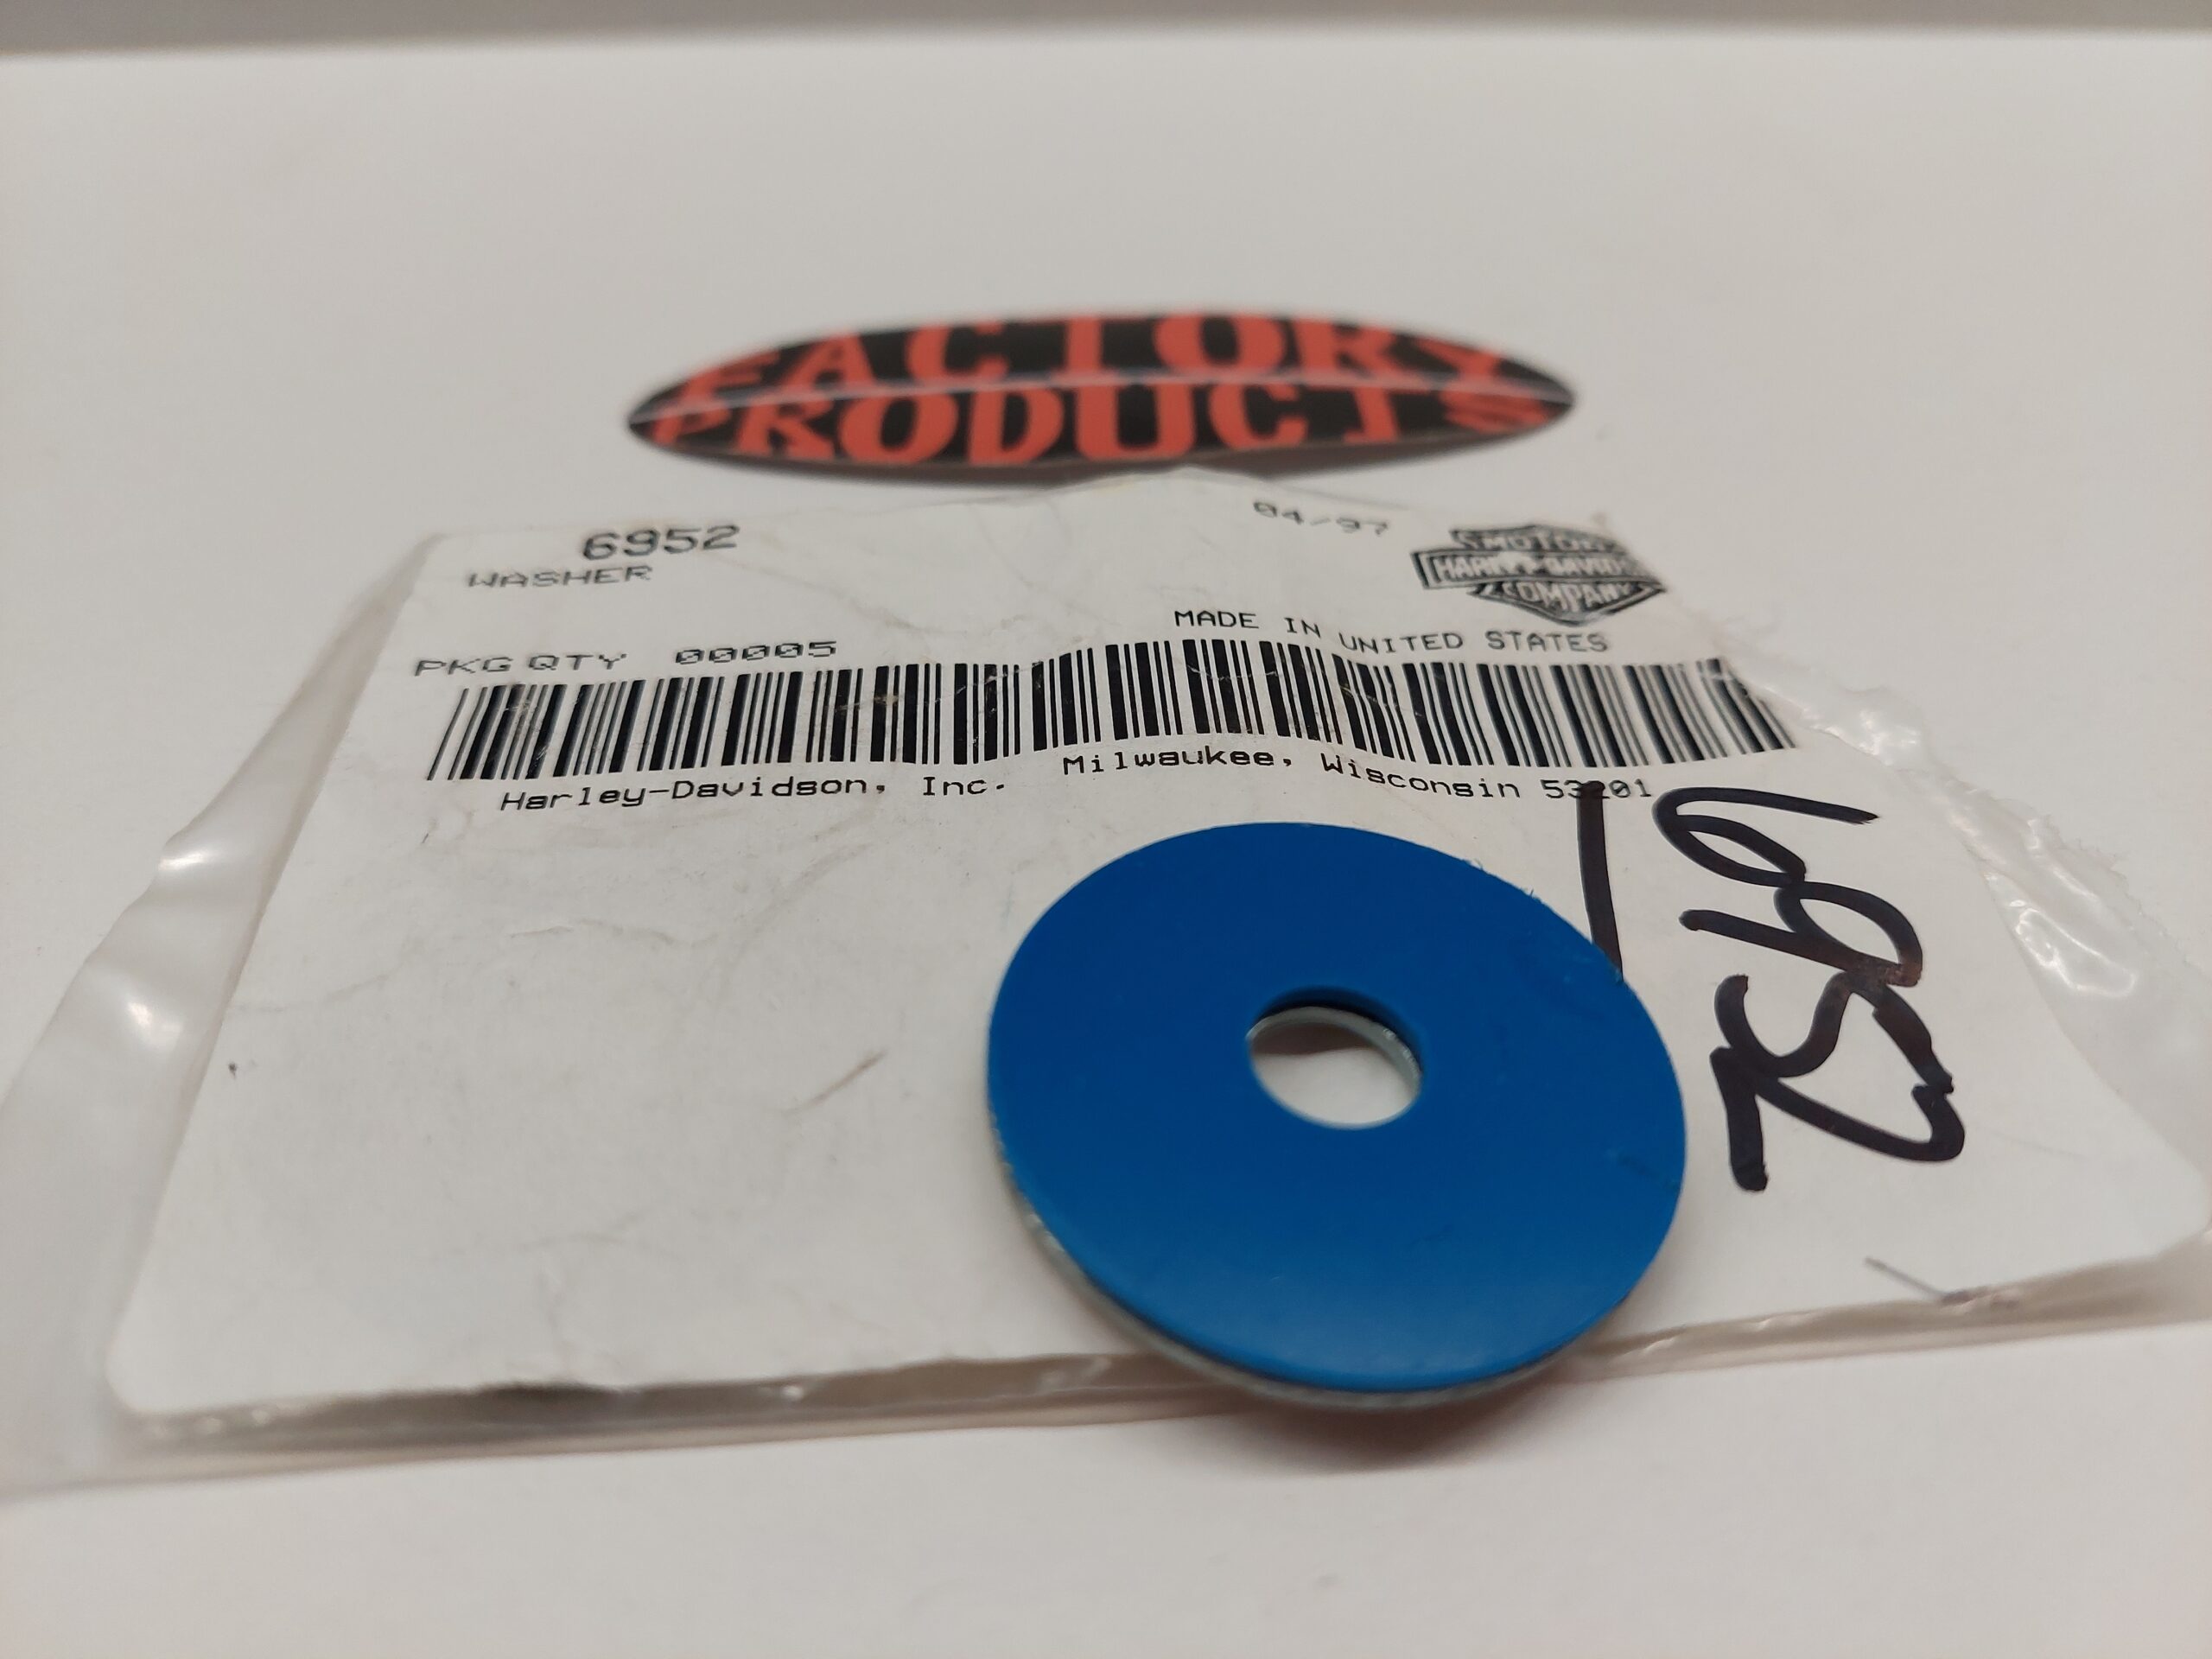 FACTORY
PRODUCTS
6952
04/97
WASHER
MOTOR
HARLEY-DAVIDSON
COMPANY
MADE IN UNITED STATES
PKG QTY 00005
Harley-Davidson, Inc. Milwaukee, Wisconsin 53201
6952